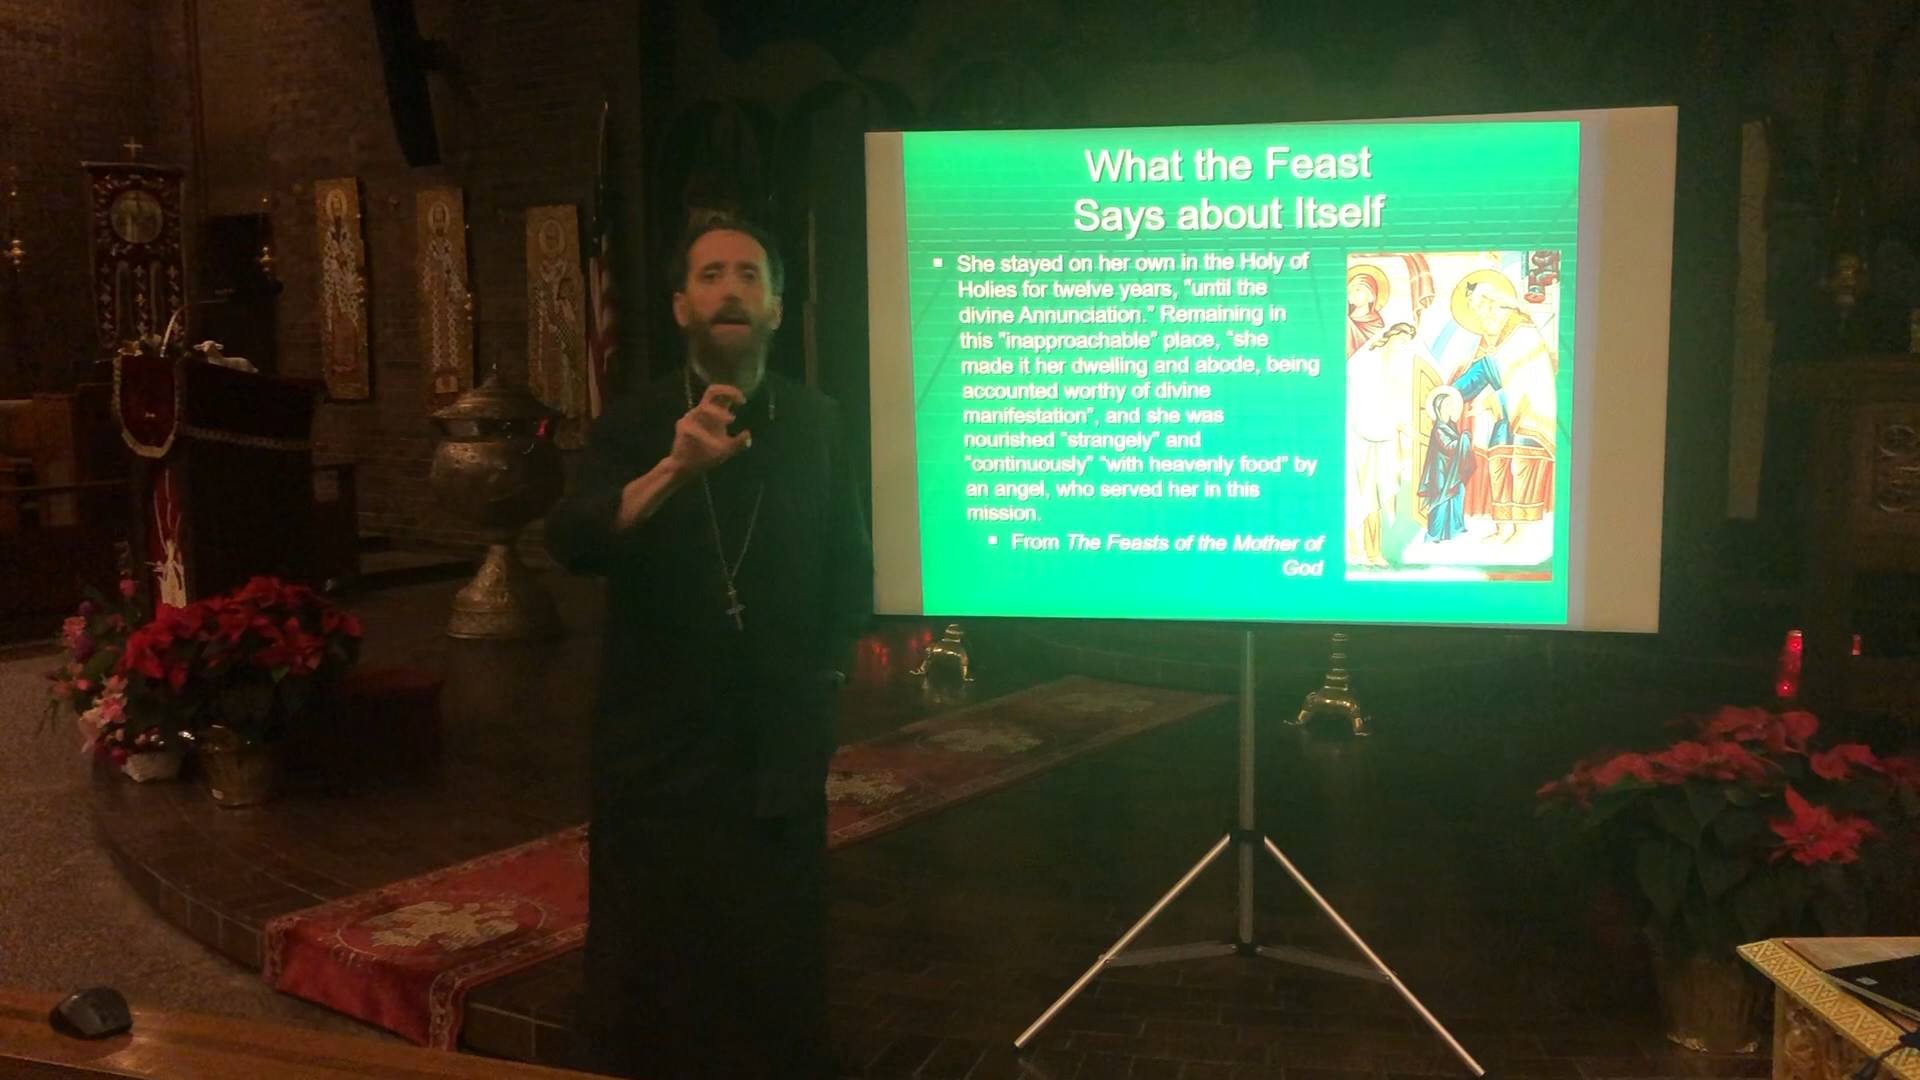 What the Feast
Says about Itself
She stayed on her own in the Holy of
Holies for twelve years, "until the
divine Annunciation." Remaining in
this "inapproachable" place, "she
made it her dwelling and abode, being
accounted worthy of divine
manifestation", and she was
nourished "strangely" and
"continuously" "with heavenly food" by
an angel, who served her in this
mission.
From The Feasts of the Mother of
God